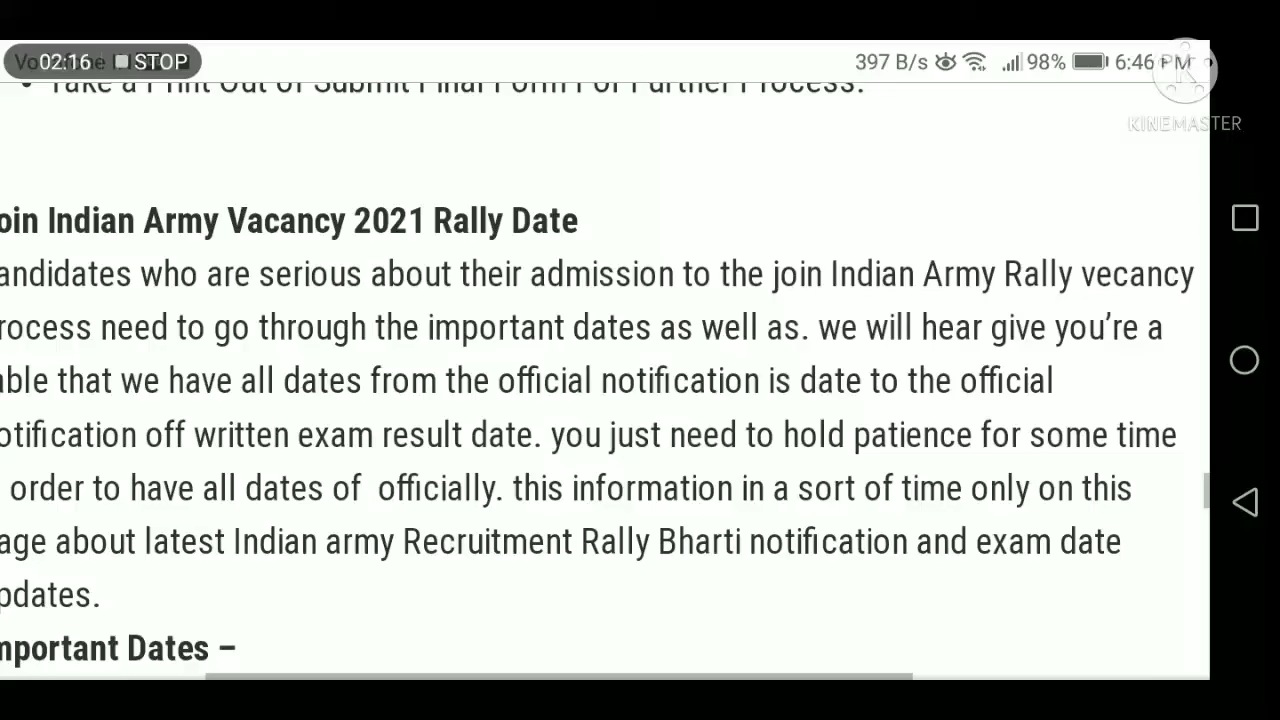 02:16 STOP 397 B/s 98% 6:46 PM
KINEMASTER
Take a Print Out of Submit Final Form For Further Process.
oin Indian Army Vacancy 2021 Rally Date
andidates who are serious about their admission to the join Indian Army Rally vecancy
rocess need to go through the important dates as well as. we will hear give you’re a
able that we have all dates from the official notification is date to the official
otification off written exam result date. you just need to hold patience for some time
order to have all dates of officially. this information in a sort of time only on this
age about latest Indian army Recruitment Rally Bharti notification and exam date
pdates.
mportant Dates –